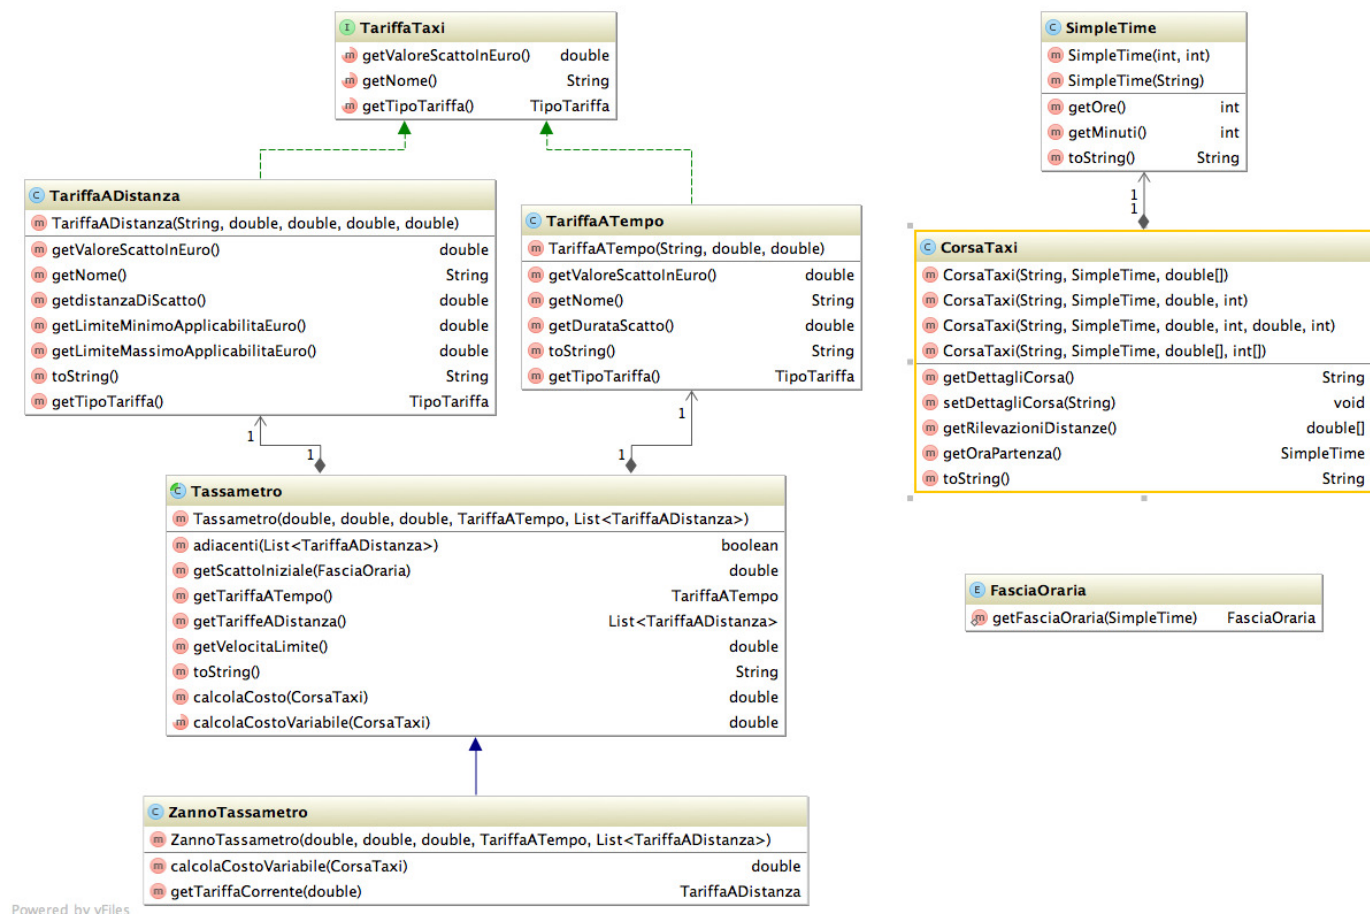 TariffaTaxi
getValoreScattoInEuro() double
getNome() String
getTipoTariffa() TipoTariffa
SimpleTime
SimpleTime(int, int)
SimpleTime(String)
getOre() int
getMinuti() int
toString() String
TariffaADistanza
TariffaADistanza(String, double, double, double, double)
getValoreScattoInEuro() double
getNome() String
getdistanzaDiScatto() double
getLimiteMinimoApplicabilitaEuro() double
getLimiteMassimoApplicabilitaEuro() double
toString() String
getTipoTariffa() TipoTariffa
TariffaATempo
TariffaATempo(String, double, double)
getValoreScattoInEuro() double
getNome() String
getDurataScatto() double
toString() String
getTipoTariffa() TipoTariffa
1
1
CorsaTaxi
CorsaTaxi(String, SimpleTime, double[])
CorsaTaxi(String, SimpleTime, double, int)
CorsaTaxi(String, SimpleTime, double, int, double, int)
CorsaTaxi(String, SimpleTime, double[], int[])
getDettagliCorsa() String
setDettagliCorsa(String) void
getRilevazioniDistanze() double[]
getOraPartenza() SimpleTime
toString() String
1
1
1
1
Tassametro
Tassametro(double, double, double, TariffaATempo, List<TariffaADistanza>)
adiacenti(List<TariffaADistanza>) boolean
getScattoIniziale(FasciaOraria) double
getTariffaATempo() TariffaATempo
getTariffeADistanza() List<TariffaADistanza>
getVelocitaLimite() double
toString() String
calcolaCosto(CorsaTaxi) double
calcolaCostoVariabile(CorsaTaxi) double
FasciaOraria
getFasciaOraria(SimpleTime) FasciaOraria
ZannoTassametro
ZannoTassametro(double, double, double, TariffaATempo, List<TariffaADistanza>)
calcolaCostoVariabile(CorsaTaxi) double
getTariffaCorrente(double) TariffaADistanza
Powered by yFiles